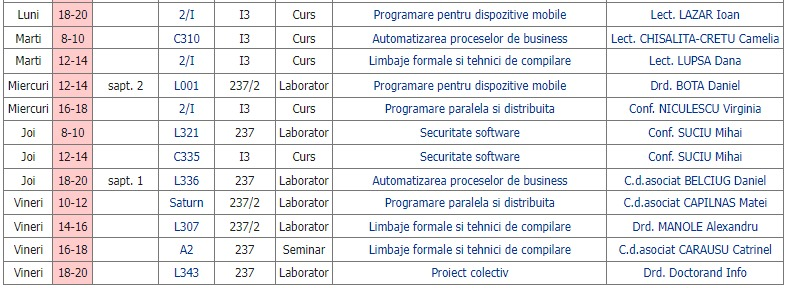 Luni 18-20 2/I I3 Curs Programare pentru dispozitive mobile Lect. LAZAR Ioan
Marti 8-10 C310 I3 Curs Automatizarea proceselor de business Lect. CHISALITA-CRETU Camelia
Marti 12-14 2/I I3 Curs Limbaje formale si tehnici de compilare Lect. LUPSA Dana
Miercuri 12-14 sapt. 2 L001 237/2 Laborator Programare pentru dispozitive mobile Drd. BOTA Daniel
Miercuri 16-18 2/I I3 Curs Programare paralela si distribuita Conf. NICULESCU Virginia
Joi 8-10 L321 237 Laborator Securitate software Conf. SUCIU Mihai
Joi 12-14 C335 I3 Curs Securitate software Conf. SUCIU Mihai
Joi 18-20 sapt. 1 L336 237 Laborator Automatizarea proceselor de business C.d.asociat BELCIUG Daniel
Vineri 10-12 Saturn 237/2 Laborator Programare paralela si distribuita C.d.asociat CAPILNAS Matei
Vineri 14-16 L307 237/2 Laborator Limbaje formale si tehnici de compilare Drd. MANOLE Alexandru
Vineri 16-18 A2 237 Seminar Limbaje formale si tehnici de compilare C.d.asociat CARAUSU Catrinel
Vineri 18-20 L343 237 Laborator Proiect colectiv Drd. Doctorand Info